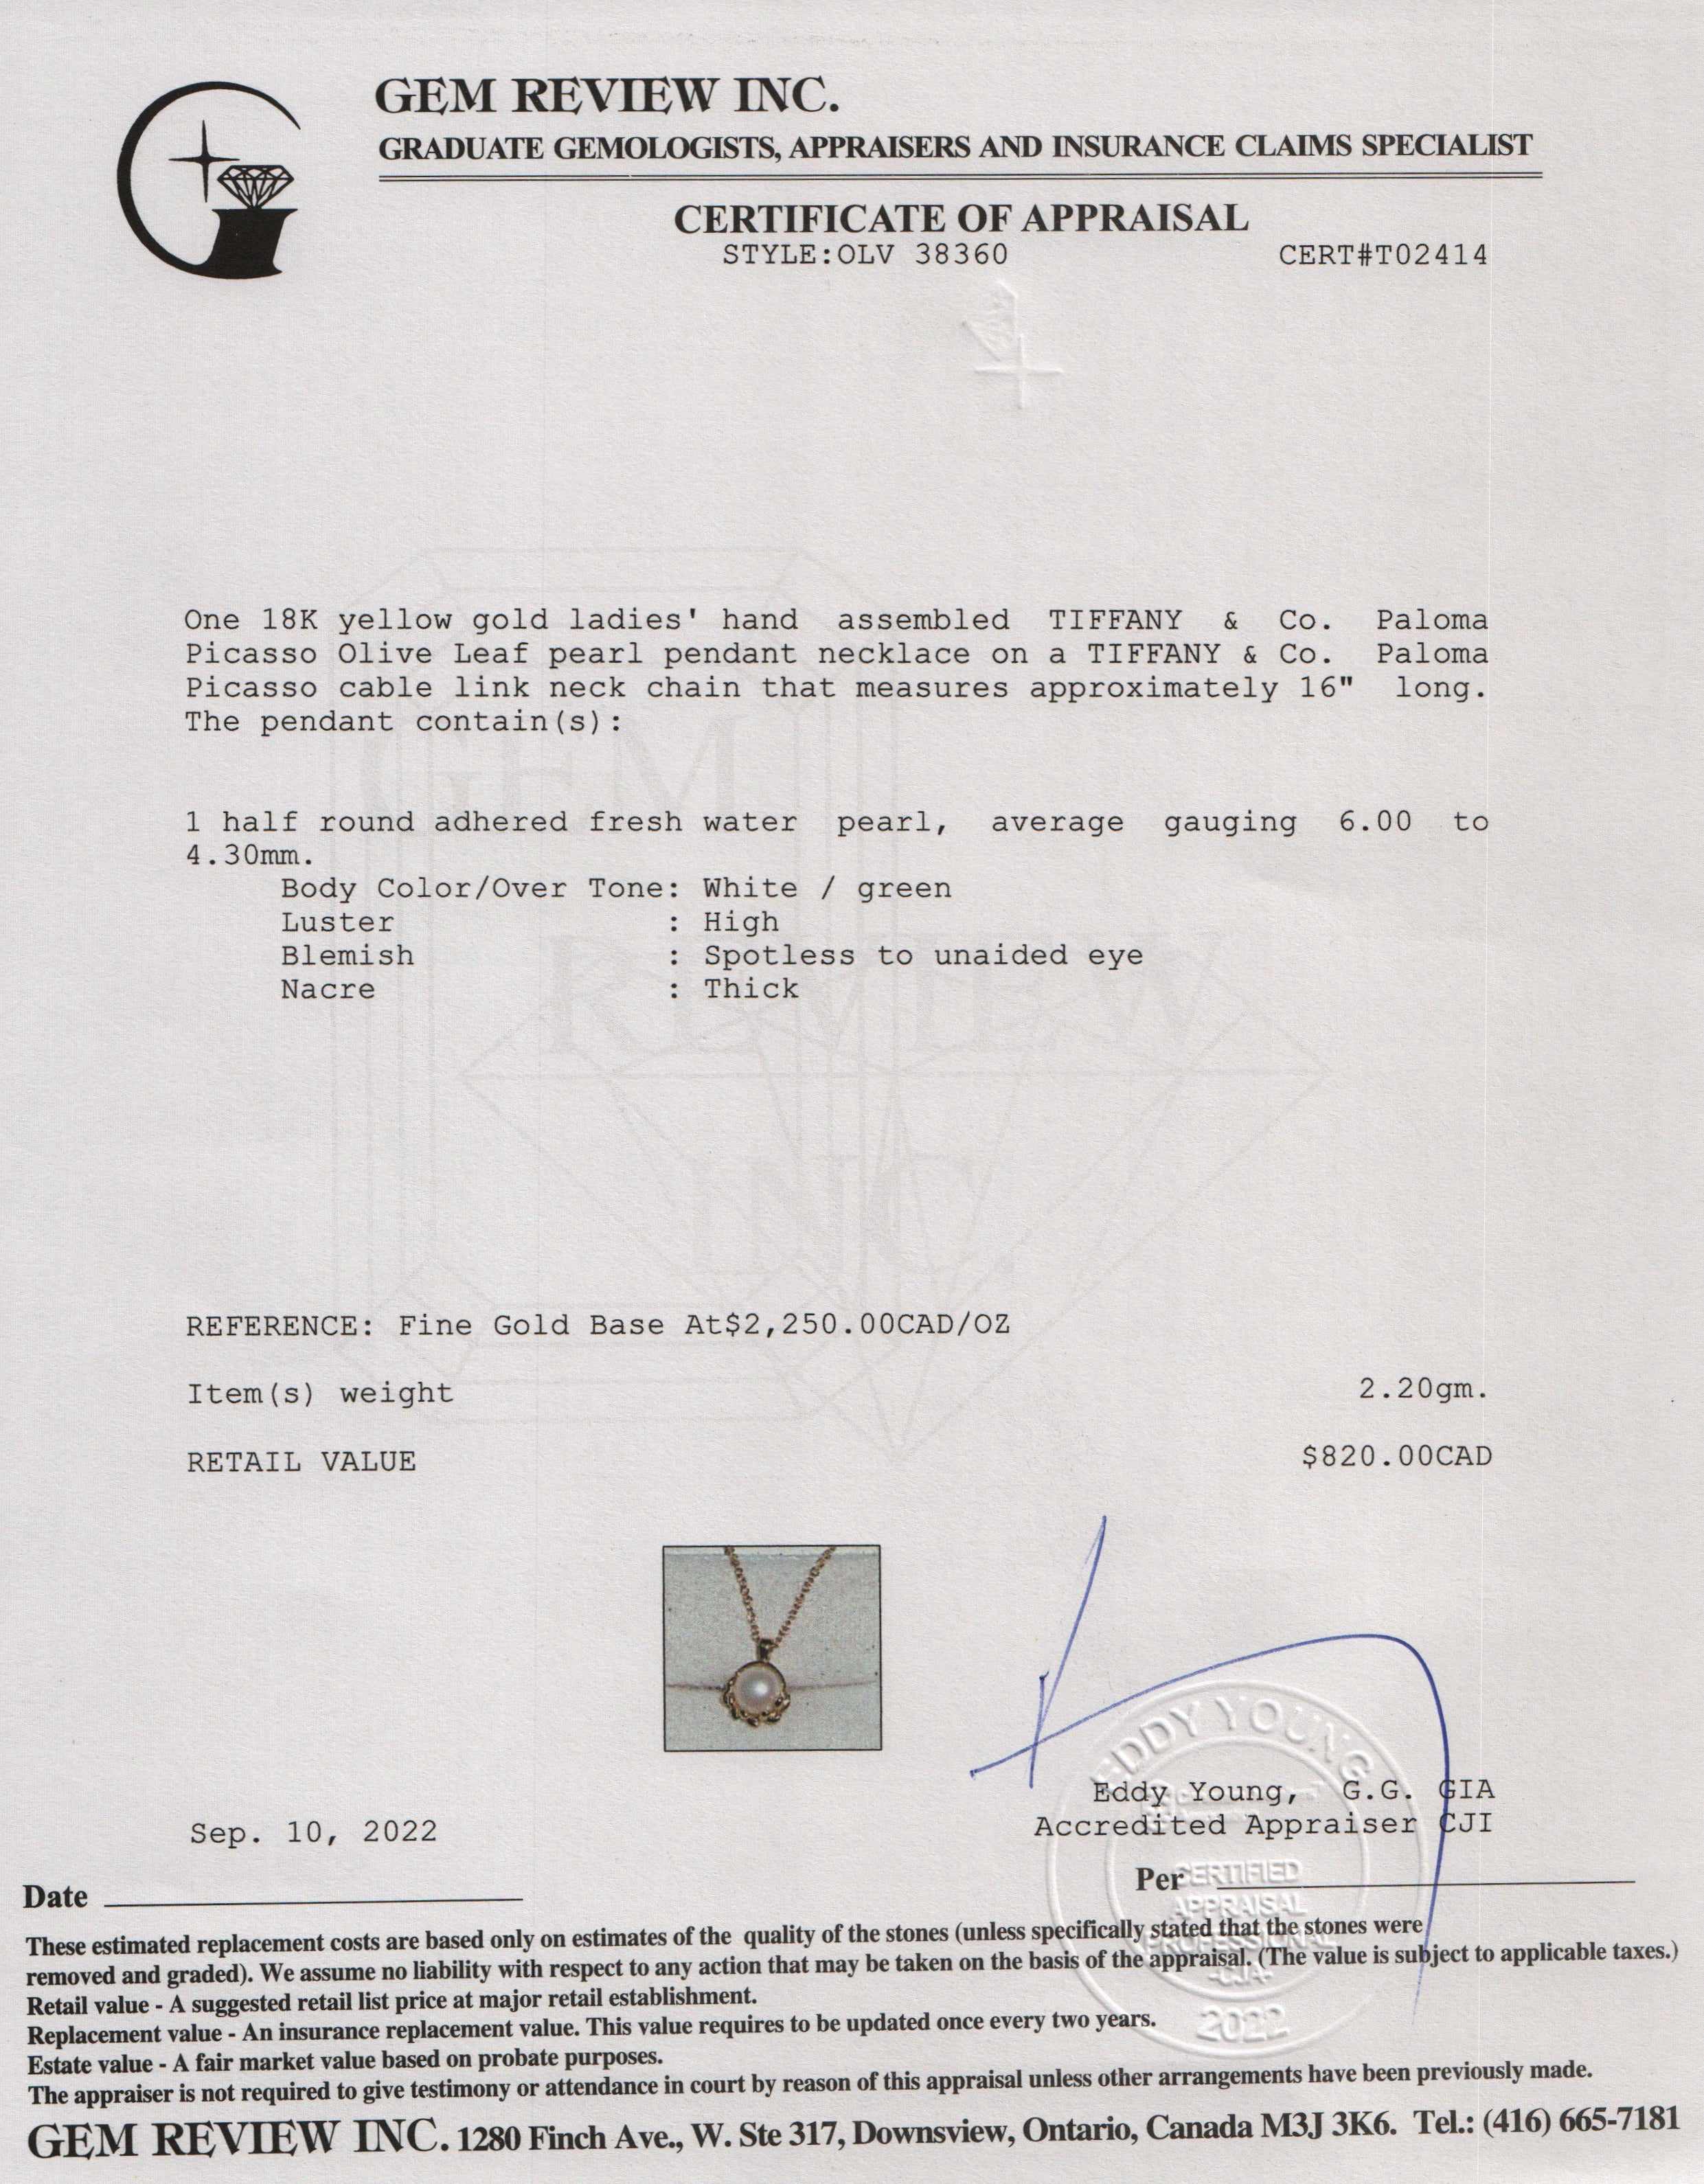 GEM REVIEW INC.
GRADUATE GEMOLOGISTS, APPRAISERS AND INSURANCE CLAIMS SPECIALIST
CERTIFICATE OF APPRAISAL
STYLE:OLV 38360 CERT#T02414
One 18K yellow gold ladies' hand assembled TIFFANY & Co. Paloma
Picasso Olive Leaf pearl pendant necklace on a TIFFANY & Co. Paloma
Picasso cable link neck chain that measures approximately 16" long.
The pendant contain(s):
GEM
1 half round adhered fresh water pearl, average gauging 6.00 to
4.30mm.
Body Color/Over Tone: White / green
Luster : High
Blemish : Spotless to unaided eye
Nacre : Thick
REVIEW
INC.
REFERENCE: Fine Gold Base At$2,250.00CAD/OZ
Item(s) weight 2.20gm.
RETAIL VALUE $820.00CAD
EDDY YOUNG
Eddy Young, G.G. GIA
Accredited Appraiser CJI
Sep. 10, 2022
CERTIFIED
APPRAISAL
PROFESSIONAL
-CJA-
2022
Date
Per
These estimated replacement costs are based only on estimates of the quality of the stones (unless specifically stated that the stones were
removed and graded). We assume no liability with respect to any action that may be taken on the basis of the appraisal. (The value is subject to applicable taxes.)
Retail value - A suggested retail list price at major retail establishment.
Replacement value - An insurance replacement value. This value requires to be updated once every two years.
Estate value - A fair market value based on probate purposes.
The appraiser is not required to give testimony or attendance in court by reason of this appraisal unless other arrangements have been previously made.
GEM REVIEW INC. 1280 Finch Ave., W. Ste 317, Downsview, Ontario, Canada M3J 3K6. Tel.: (416) 665-7181